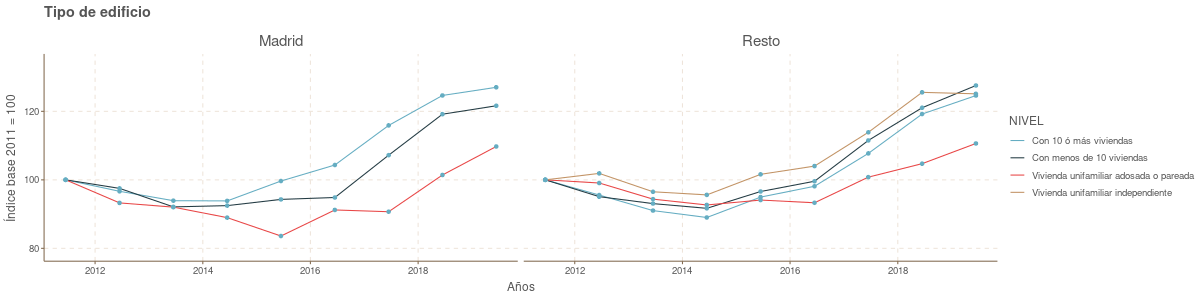 Tipo de edificio
Madrid
Resto
Índice base 2011 = 100
120
100
80
2012 2014 2016 2018
2012 2014 2016 2018
Años
NIVEL
Con 10 ó más viviendas
Con menos de 10 viviendas
Vivienda unifamiliar adosada o pareada
Vivienda unifamiliar independiente